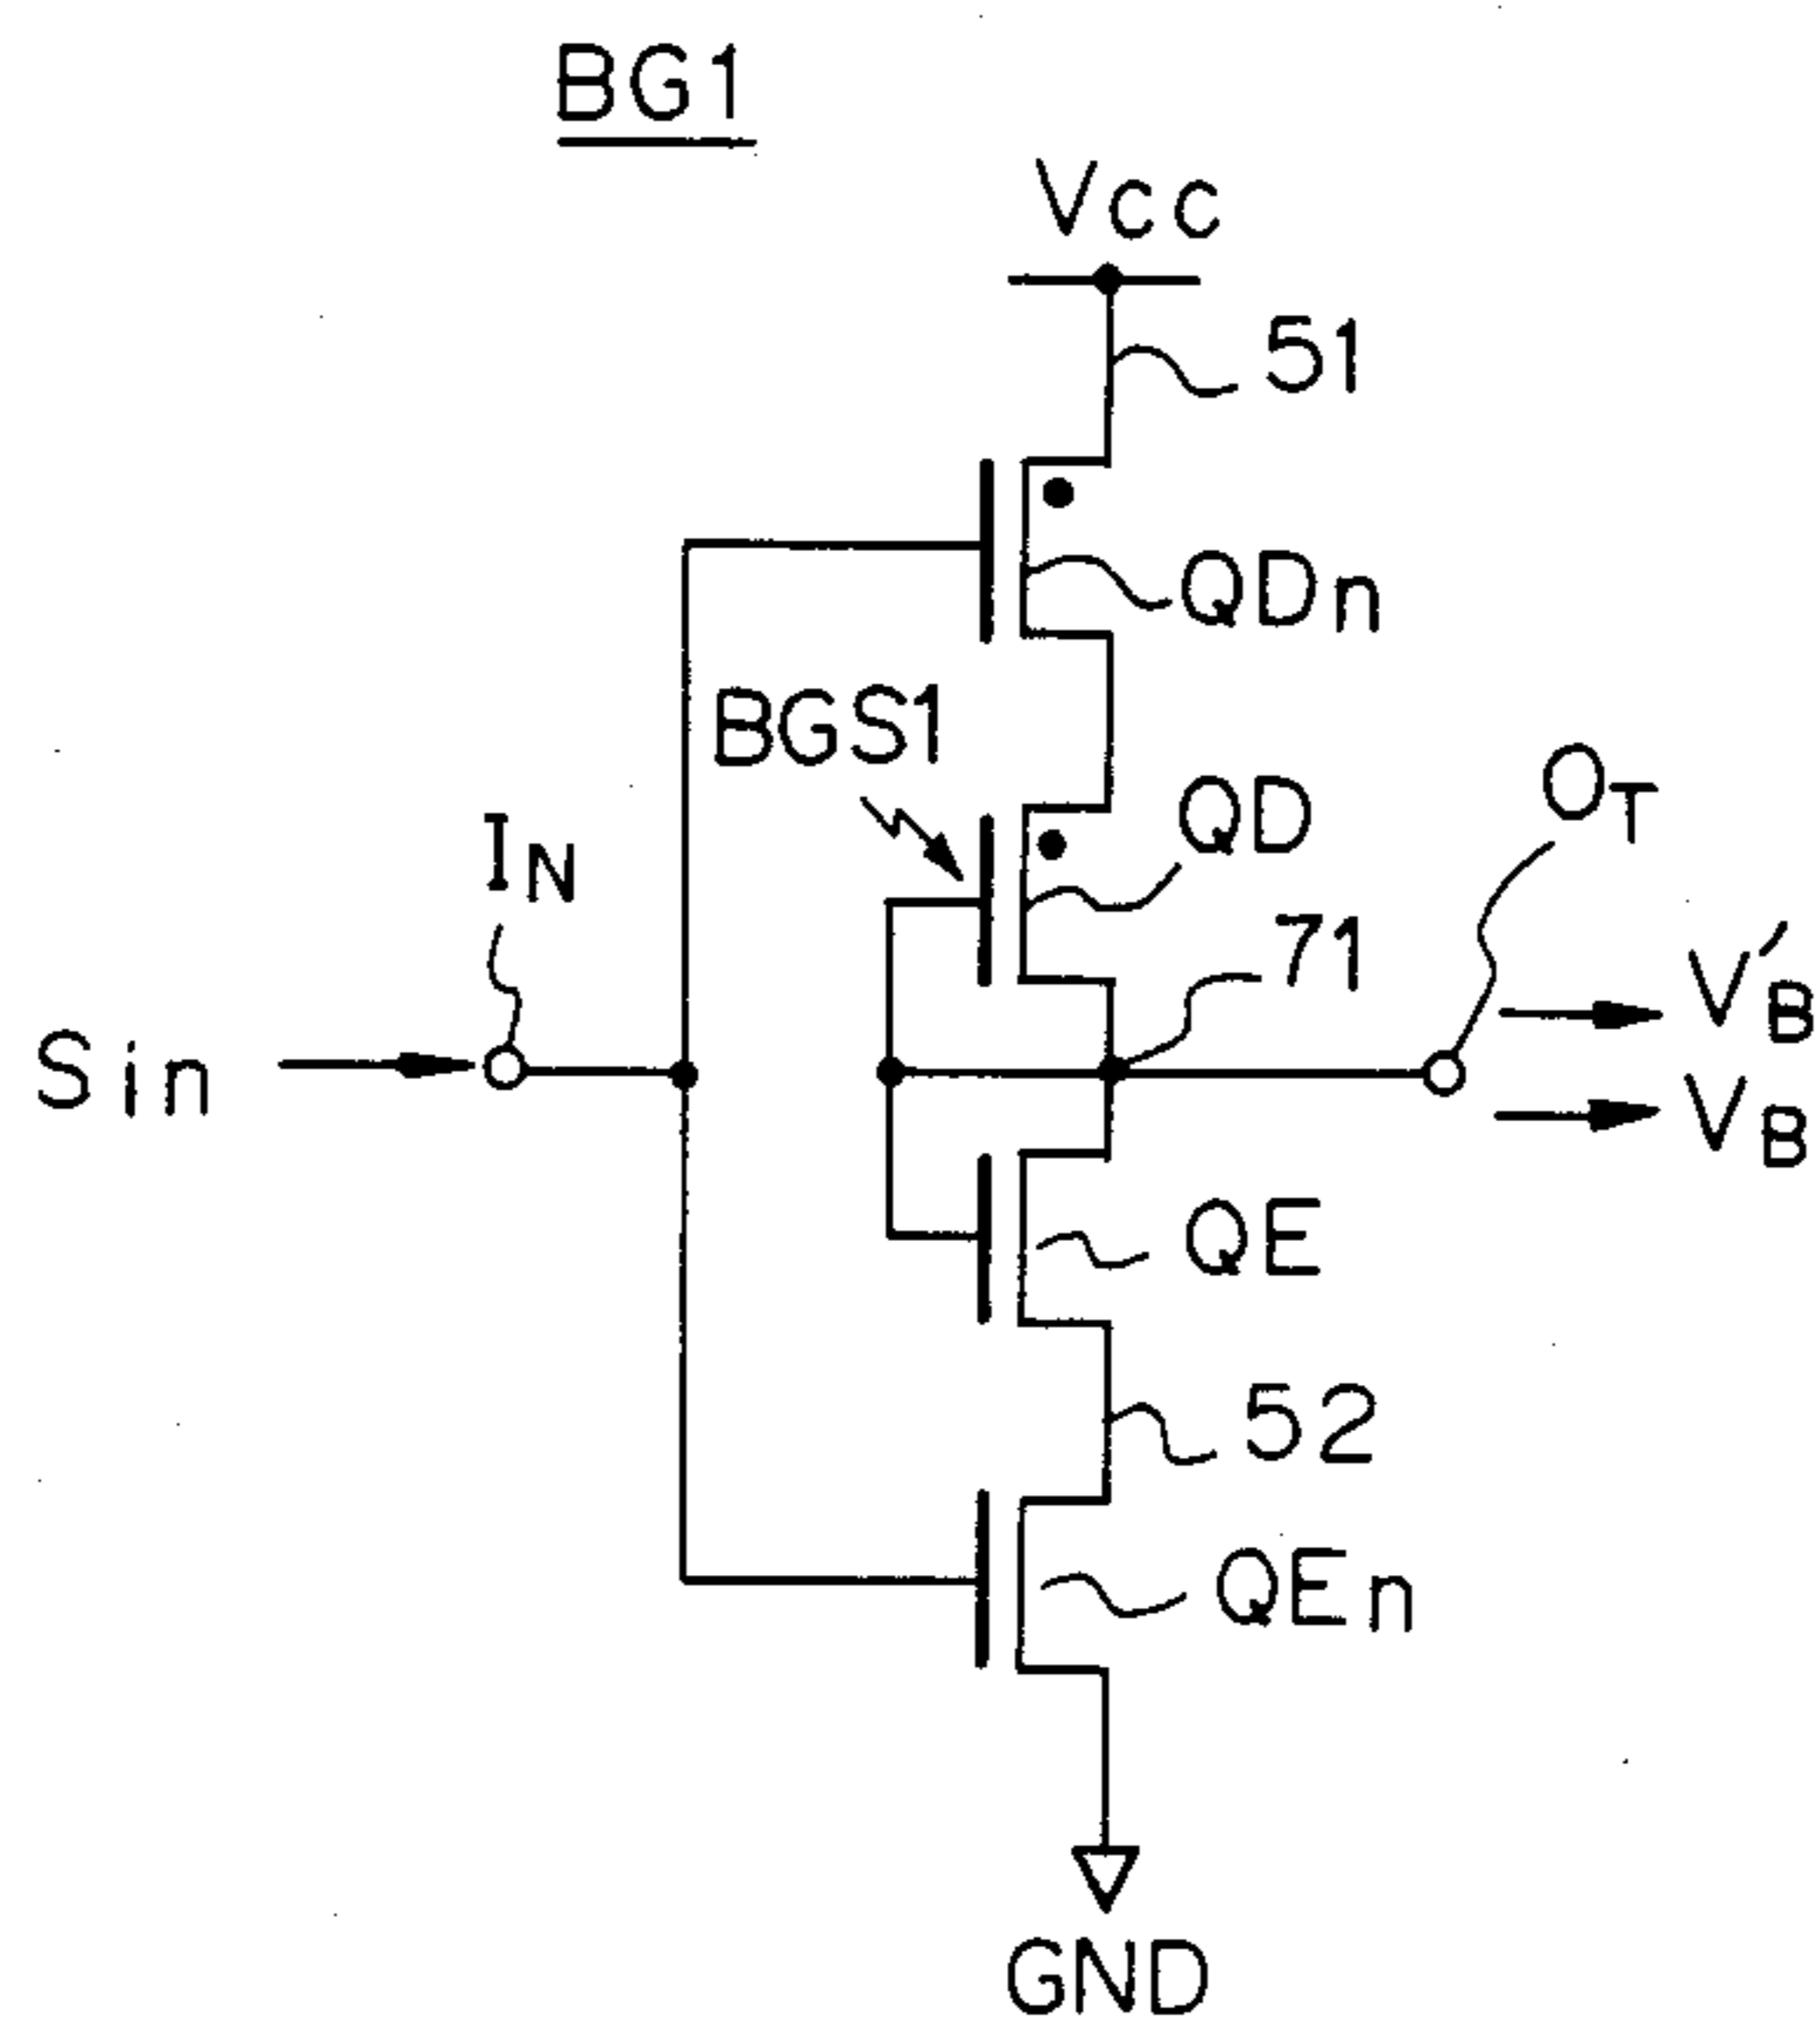 BG1
Vcc
51
QDn
BGS1
QD
OT
IN
71
V'B
Sin
VB
QE
52
QEn
GND